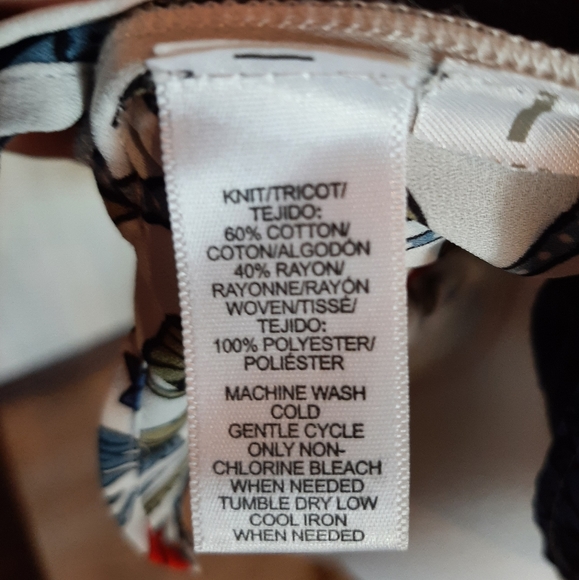 KNIT/TRICOT/
TEJIDO:
60% COTTON/
COTON/ALGODÓN
40% RAYON/
RAYONNE/RAYÓN
WOVEN/TISSÉ/
TEJIDO:
100% POLYESTER/
POLIÉSTER
MACHINE WASH
COLD
GENTLE CYCLE
ONLY NON-
CHLORINE BLEACH
WHEN NEEDED
TUMBLE DRY LOW
COOL IRON
WHEN NEEDED